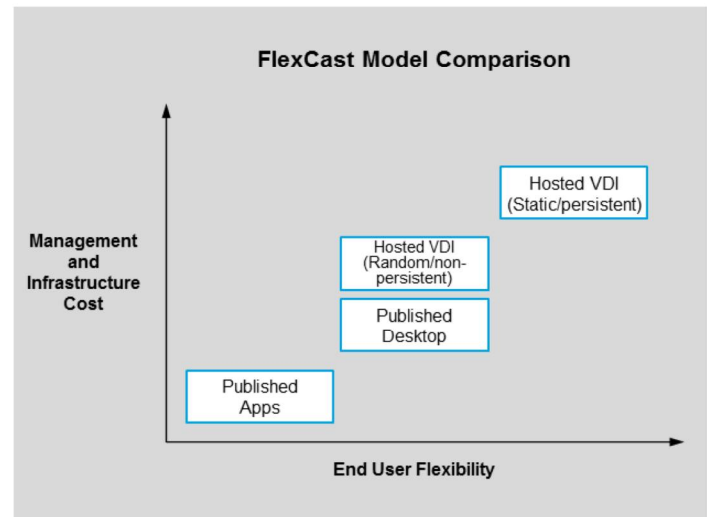 FlexCast Model Comparison
Hosted VDI
(Static/persistent)
Management
and
Infrastructure
Cost
Hosted VDI
(Random/non-
persistent)
Published
Desktop
Published
Apps
End User Flexibility